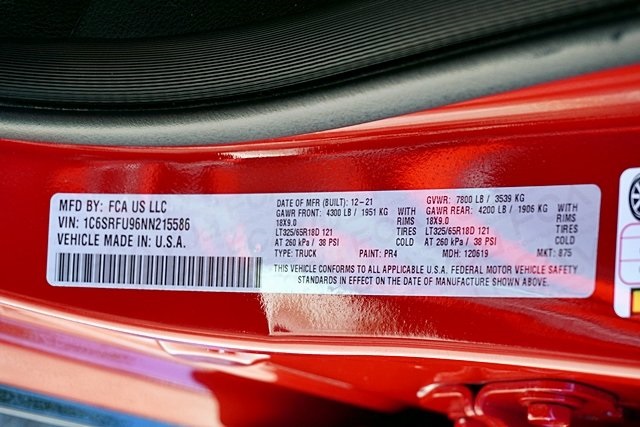 MFD BY: FCA US LLC
VIN: 1C6SRFU96NN215586
VEHICLE MADE IN: U.S.A.
DATE OF MFR (BUILT): 12-21 GVWR: 7800 LB / 3539 KG
GAWR FRONT: 4300 LB / 1951 KG WITH GAWR REAR: 4200 LB / 1906 KG WITH
18X9.0 RIMS 18X9.0 RIMS
LT325/65R18D 121 TIRES LT325/65R18D 121 TIRES
AT 260 kPa / 38 PSI COLD AT 260 kPa / 38 PSI COLD
TYPE: TRUCK PAINT: PR4 MDH: 120619 MKT: 875
THIS VEHICLE CONFORMS TO ALL APPLICABLE U.S.A. FEDERAL MOTOR VEHICLE SAFETY
STANDARDS IN EFFECT ON THE DATE OF MANUFACTURE SHOWN ABOVE.